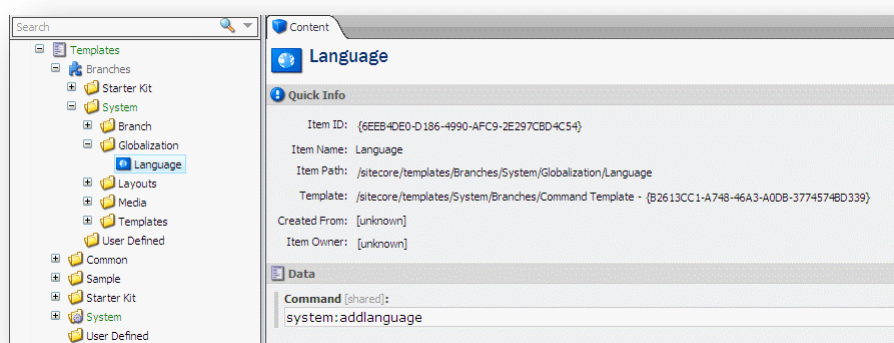 Search
Templates
Branches
Starter Kit
System
Branch
Globalization
Language
Layouts
Media
Templates
User Defined
Common
Sample
Starter Kit
System
User Defined
Content
Language
Quick Info
Item ID: {6EEB4DE0-D186-4990-AFC9-2E297CBD4C54}
Item Name: Language
Item Path: /sitecore/templates/Branches/System/Globalization/Language
Template: /sitecore/templates/System/Branches/Command Template - {B2613CC1-A748-46A3-A0DB-3774574BD339}
Created From: [unknown]
Item Owner: [unknown]
Data
Command [shared]:
system:addlanguage